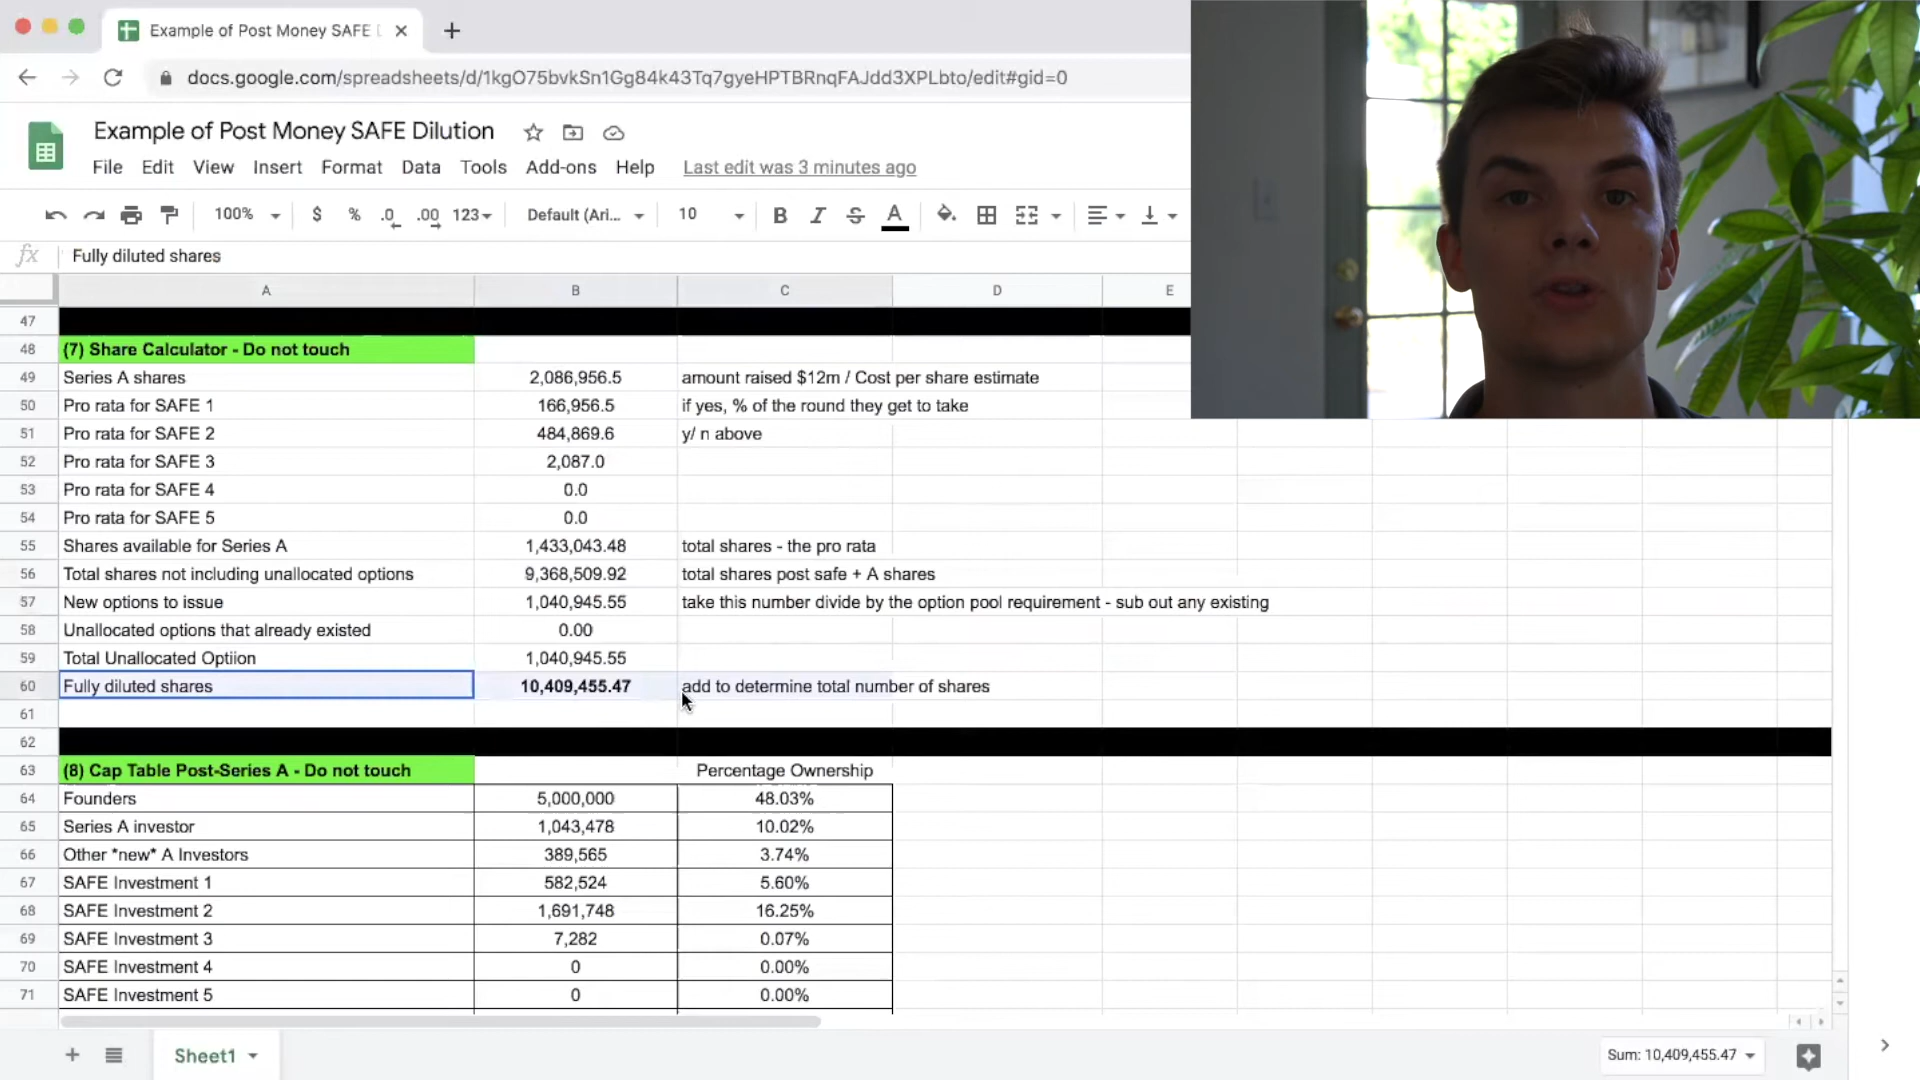 Example of Post Money SAFE D
docs.google.com/spreadsheets/d/1kgO75bvkSn1Gg84k43Tq7gyeHPTBRnqFAJdd3XPLbto/edit#gid=0
Example of Post Money SAFE Dilution
File Edit View Insert Format Data Tools Add-ons Help Last edit was 3 minutes ago
100% $ % .0 .00 123 Default (Ari... 10 B I S A
fx Fully diluted shares
A B C D E
47
48 (7) Share Calculator - Do not touch
49 Series A shares 2,086,956.5 amount raised $12m / Cost per share estimate
50 Pro rata for SAFE 1 166,956.5 if yes, % of the round they get to take
51 Pro rata for SAFE 2 484,869.6 y/ n above
52 Pro rata for SAFE 3 2,087.0
53 Pro rata for SAFE 4 0.0
54 Pro rata for SAFE 5 0.0
55 Shares available for Series A 1,433,043.48 total shares - the pro rata
56 Total shares not including unallocated options 9,368,509.92 total shares post safe + A shares
57 New options to issue 1,040,945.55 take this number divide by the option pool requirement - sub out any existing
58 Unallocated options that already existed 0.00
59 Total Unallocated Optiion 1,040,945.55
60 Fully diluted shares 10,409,455.47 add to determine total number of shares
61
62
63 (8) Cap Table Post-Series A - Do not touch Percentage Ownership
64 Founders 5,000,000 48.03%
65 Series A investor 1,043,478 10.02%
66 Other *new* A Investors 389,565 3.74%
67 SAFE Investment 1 582,524 5.60%
68 SAFE Investment 2 1,691,748 16.25%
69 SAFE Investment 3 7,282 0.07%
70 SAFE Investment 4 0 0.00%
71 SAFE Investment 5 0 0.00%
Sheet1 Sum: 10,409,455.47